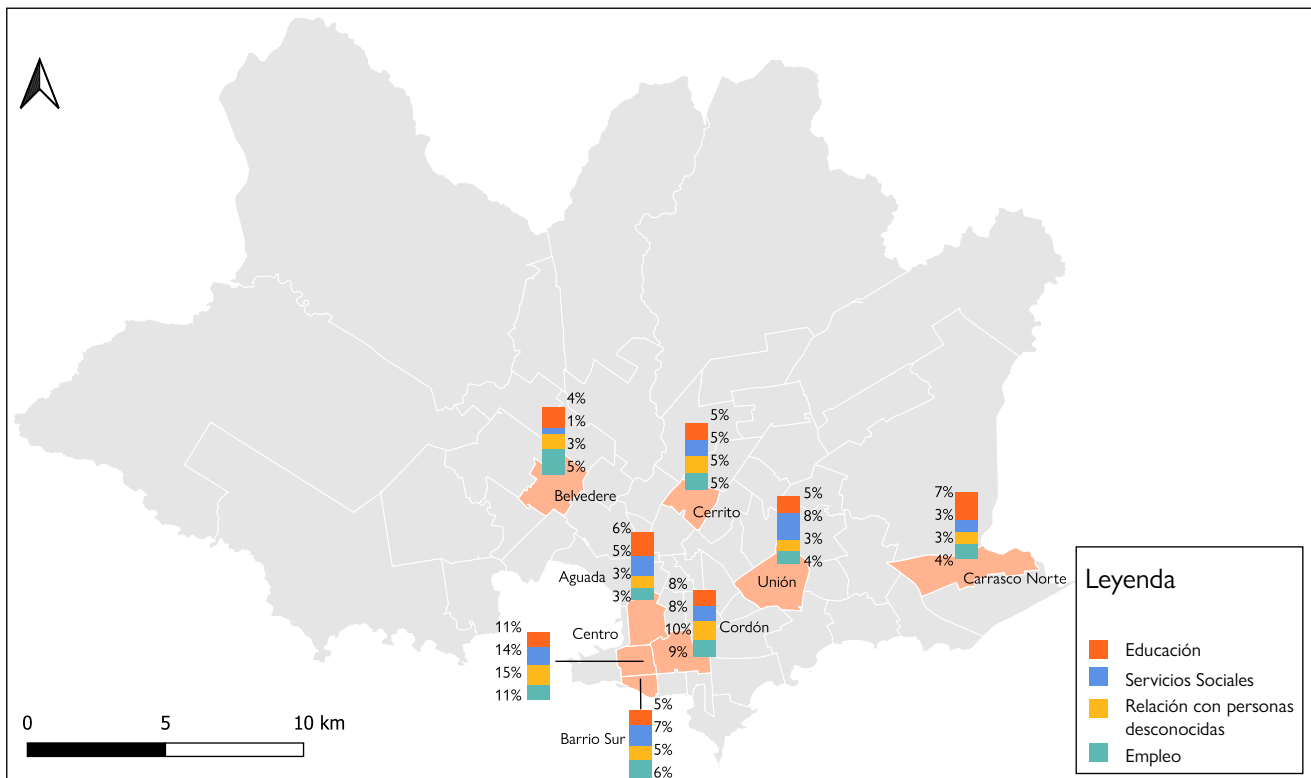 4%
1%
3%
5%
Belvedere
5%
5%
5%
5%
Cerrito
5%
8%
3%
4%
Unión
7%
3%
3%
4%
Carrasco Norte
6%
5%
3%
3%
Aguada
8%
8%
10%
9%
Cordón
Centro
11%
14%
15%
11%
5%
7%
5%
6%
Barrio Sur
0 5 10 km
Leyenda
Educación
Servicios Sociales
Relación con personas
desconocidas
Empleo